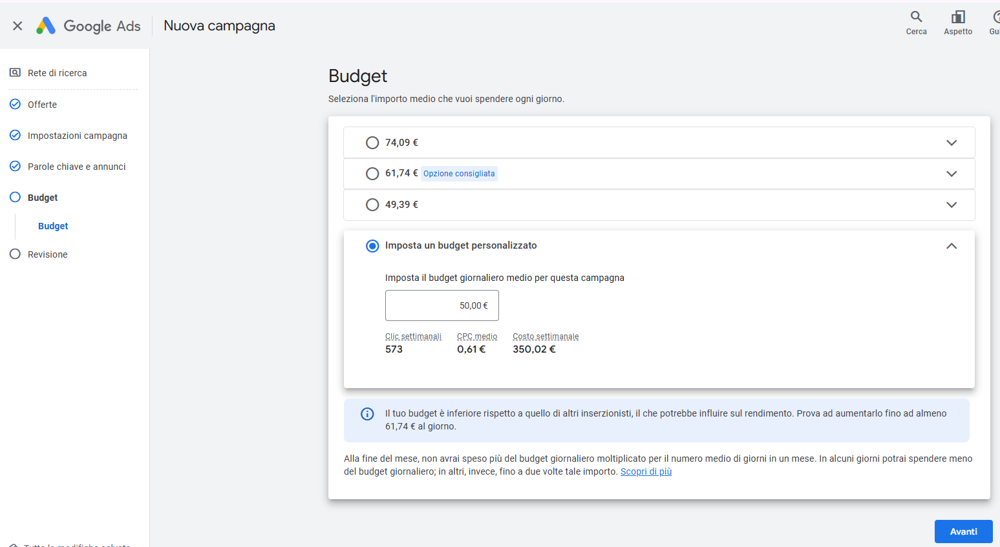 Google Ads
Nuova campagna
Cerca
Aspetto
Rete di ricerca
Offerte
Impostazioni campagna
Parole chiave e annunci
Budget
Budget
Revisione
Budget
Seleziona l'importo medio che vuoi spendere ogni giorno.
74,09 €
61,74 € Opzione consigliata
49,39 €
Imposta un budget personalizzato
Imposta il budget giornaliero medio per questa campagna
50,00 €
Clic settimanali CPC medio Costo settimanale
573 0,61 € 350,02 €
Il tuo budget è inferiore rispetto a quello di altri inserzionisti, il che potrebbe influire sul rendimento. Prova ad aumentarlo fino ad almeno
61,74 € al giorno.
Alla fine del mese, non avrai speso più del budget giornaliero moltiplicato per il numero medio di giorni in un mese. In alcuni giorni potrai spendere meno
del budget giornaliero; in altri, invece, fino a due volte tale importo. Scopri di più
Avanti